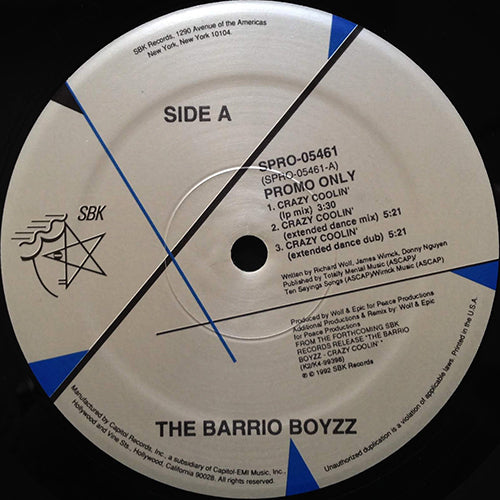 SBK Records, 1290 Avenue of the Americas
New York, New York 10104.
SIDE A
SPRO-05461
(SPRO-05461-A)
PROMO ONLY
1. CRAZY COOLIN'
(lp mix) 3:30
2. CRAZY COOLIN'
(extended dance mix) 5:21
3. CRAZY COOLIN'
(extended dance dub) 5:21
Written by Richard Wolf, James Wirrick, Donny Nguyen
Published by Totally Mental Music (ASCAP)/
Ten Sayings Songs (ASCAP)/Wirrick Music (ASCAP)
SBK
Produced by Wolf & Epic for Peace Productions
Additional Productions & Remix by Wolf & Epic
for Peace Productions
FROM THE FORTHCOMING SBK
RECORDS RELEASE "THE BARRIO
BOYZZ - CRAZY COOLIN'"
(K2/K4-99398)
℗ © 1992 SBK Records
THE BARRIO BOYZZ
Manufactured by Capitol Records, Inc., a subsidiary of Capitol-EMI Music, Inc.,
Hollywood and Vine Sts., Hollywood, California 90028. All rights reserved.
Unauthorized duplication is a violation of applicable laws. Printed in the U.S.A.